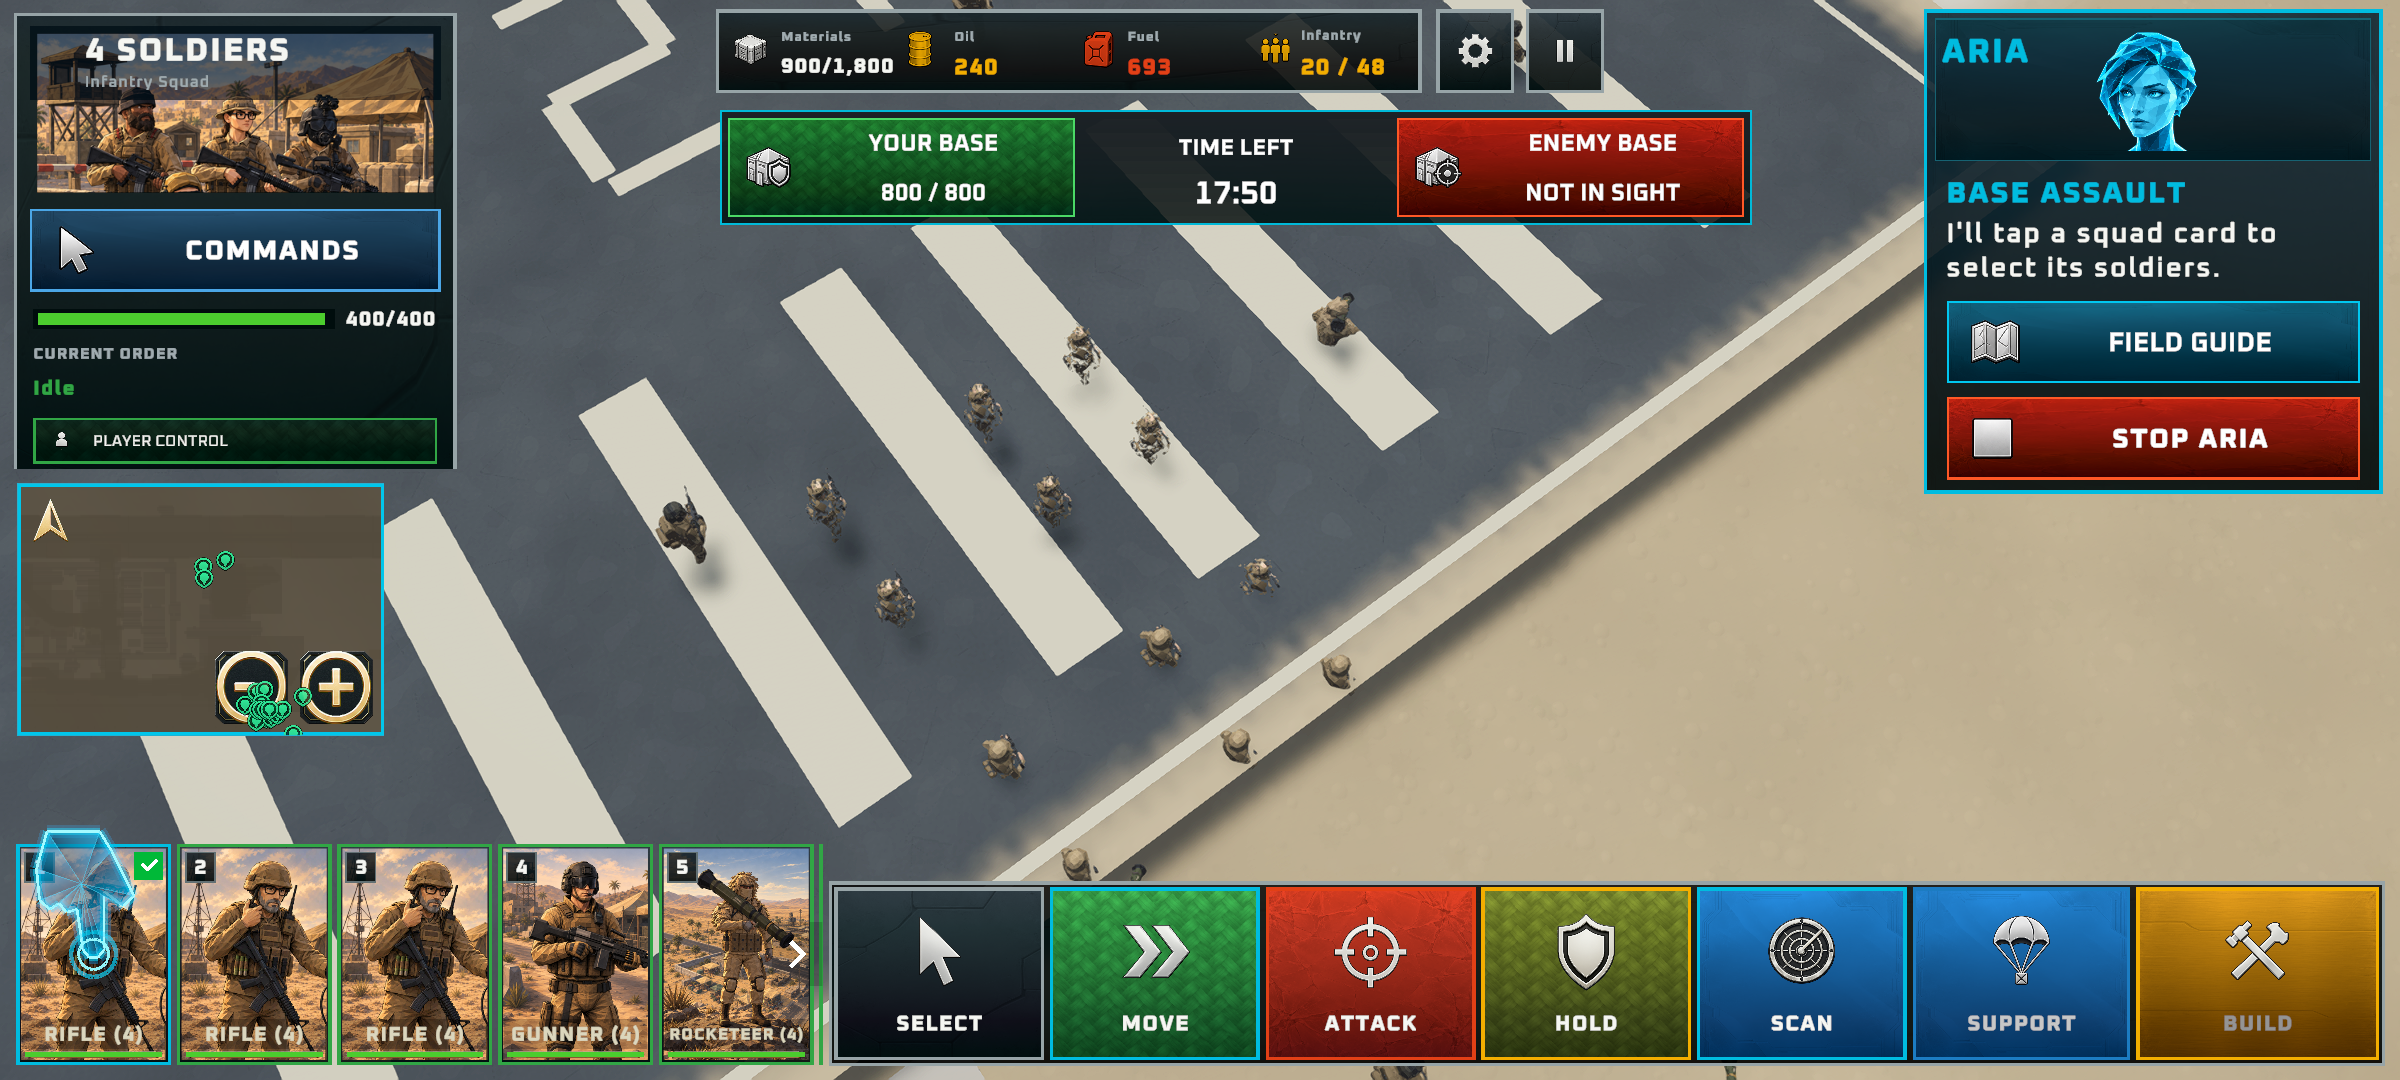 4 SOLDIERS
Infantry Squad
COMMANDS
400/400
CURRENT ORDER
Idle
PLAYER CONTROL
Materials
900/1,800
Oil
240
Fuel
693
Infantry
20 / 48
YOUR BASE
800 / 800
TIME LEFT
17:50
ENEMY BASE
NOT IN SIGHT
ARIA
BASE ASSAULT
I'll tap a squad card to
select its soldiers.
FIELD GUIDE
STOP ARIA
RIFLE (4)
2
RIFLE (4)
3
RIFLE (4)
4
GUNNER (4)
5
ROCKETEER (4)
SELECT
MOVE
ATTACK
HOLD
SCAN
SUPPORT
BUILD